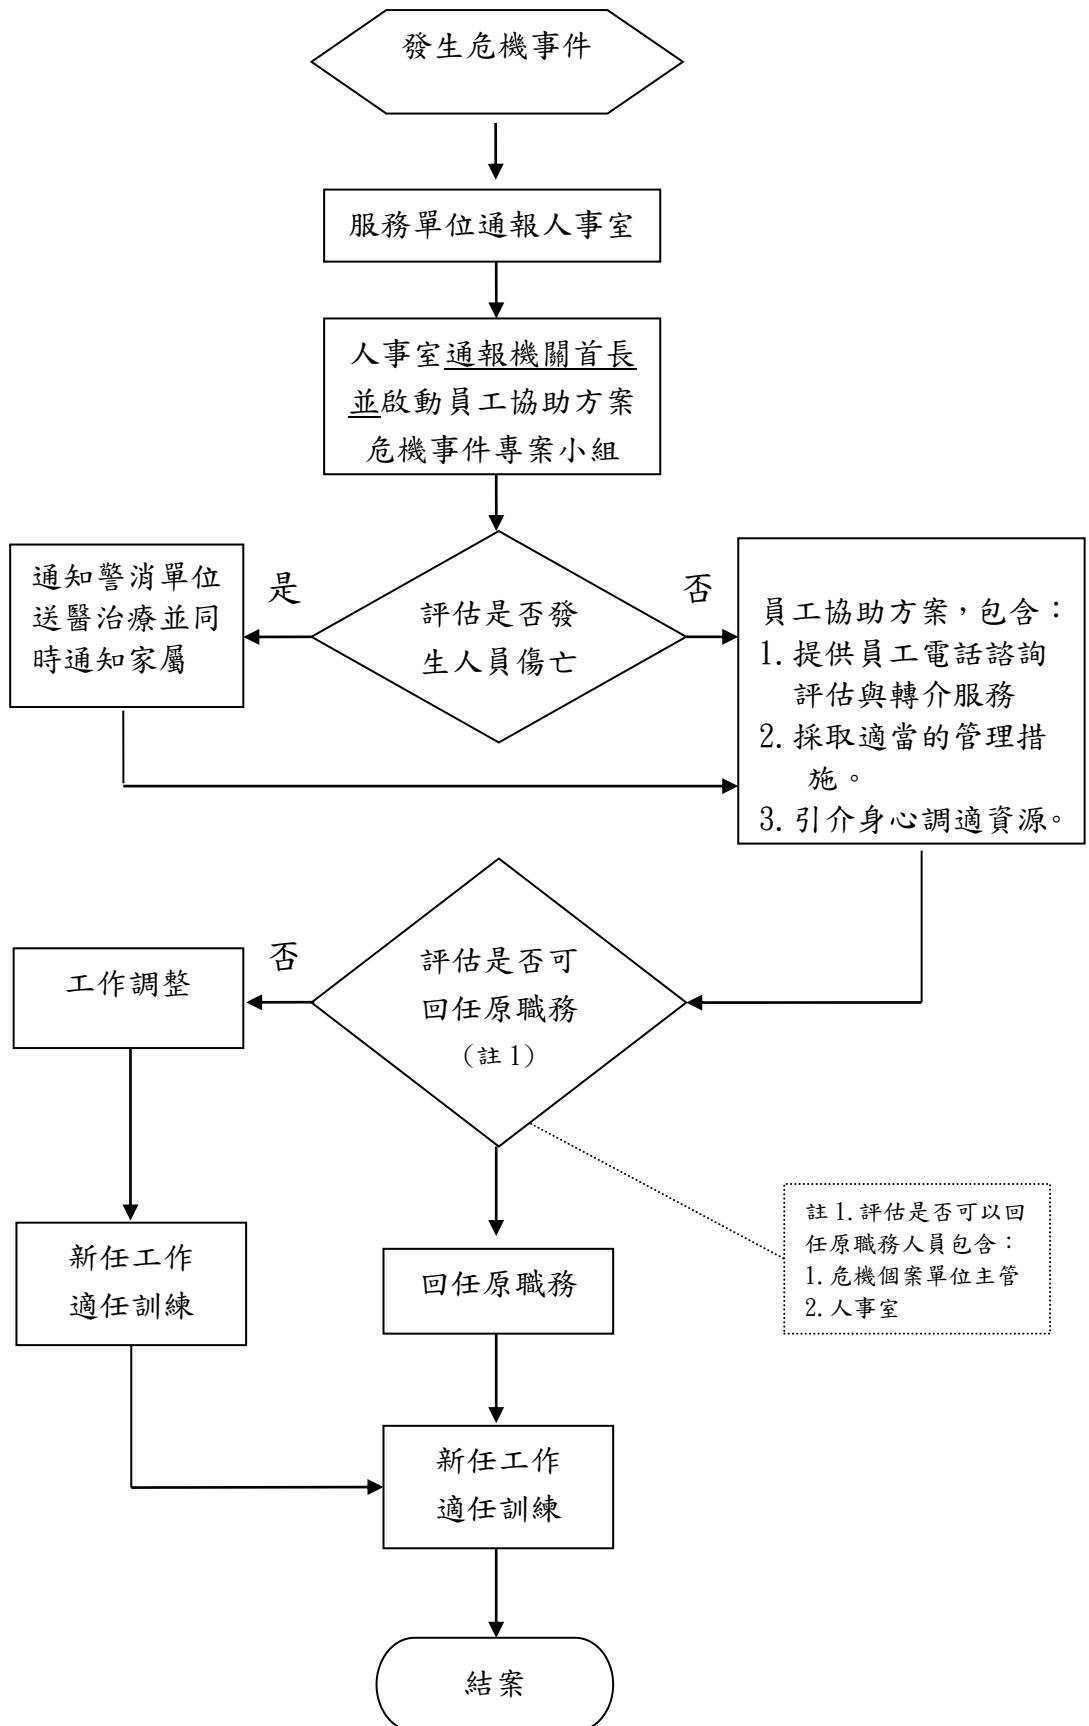 發生危機事件
服務單位通報人事室
人事室通報機關首長
並啟動員工協助方案
危機事件專案小組
通知警消單位
送醫治療並同
時通知家屬
是
評估是否發
生人員傷亡
否
員工協助方案，包含：
1. 提供員工電話諮詢
評估與轉介服務
2. 採取適當的管理措
施。
3. 引介身心調適資源。
工作調整
否
評估是否可
回任原職務
（註 1）
註 1. 評估是否可以回
任原職務人員包含：
1. 危機個案單位主管
2. 人事室
新任工作
適任訓練
回任原職務
新任工作
適任訓練
結案